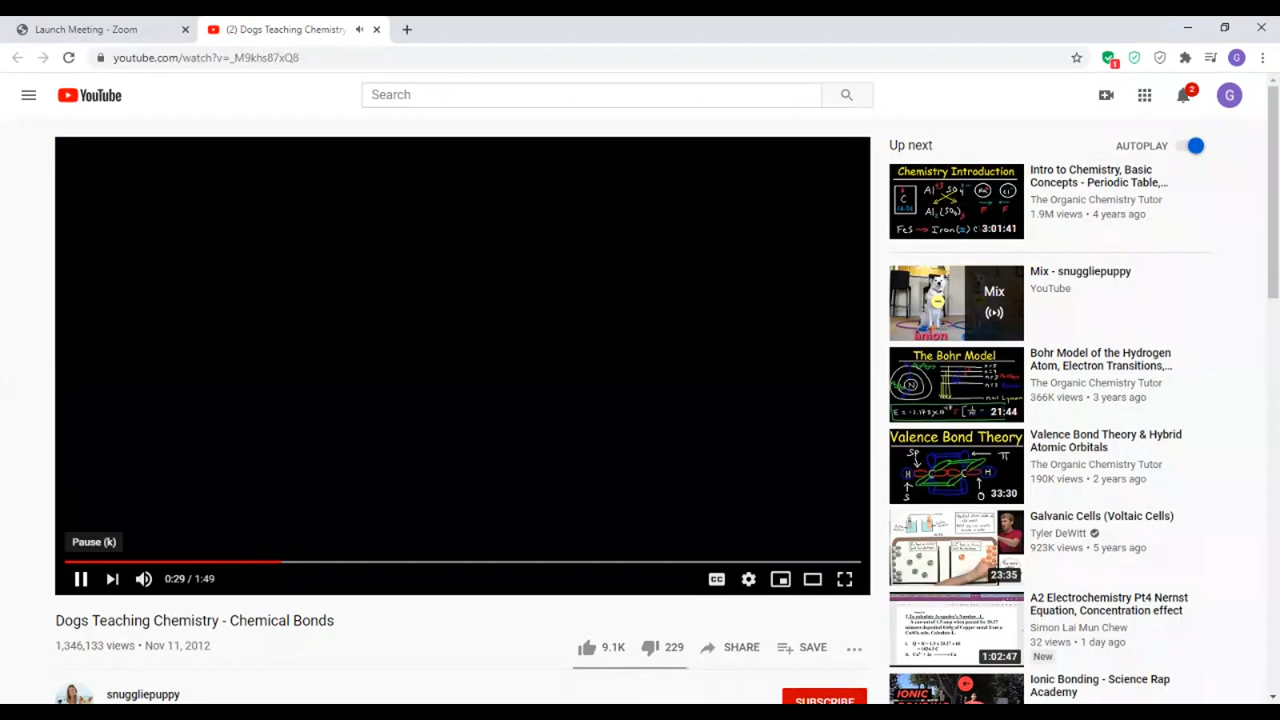 Launch Meeting - Zoom
(2) Dogs Teaching Chemistry
youtube.com/watch?v=_M9khs87xQ8
1
G
YouTube
Search
2
G
Up next
AUTOPLAY
Chemistry Introduction
3:01:41
Intro to Chemistry, Basic
Concepts - Periodic Table,...
The Organic Chemistry Tutor
1.9M views • 4 years ago
Mix
anion
Mix - snuggliepuppy
YouTube
The Bohr Model
21:44
Bohr Model of the Hydrogen
Atom, Electron Transitions,...
The Organic Chemistry Tutor
366K views • 3 years ago
Valence Bond Theory
33:30
Valence Bond Theory & Hybrid
Atomic Orbitals
The Organic Chemistry Tutor
190K views • 2 years ago
23:35
Galvanic Cells (Voltaic Cells)
Tyler DeWitt
923K views • 5 years ago
1:02:47
A2 Electrochemistry Pt4 Nernst
Equation, Concentration effect
Simon Lai Mun Chew
32 views • 1 day ago
New
IONIC
Ionic Bonding - Science Rap
Academy
Pause (k)
0:29 / 1:49
CC
Dogs Teaching Chemistry - Chemical Bonds
1,346,133 views • Nov 11, 2012
9.1K
229
SHARE
SAVE
snuggliepuppy
SUBSCRIBE